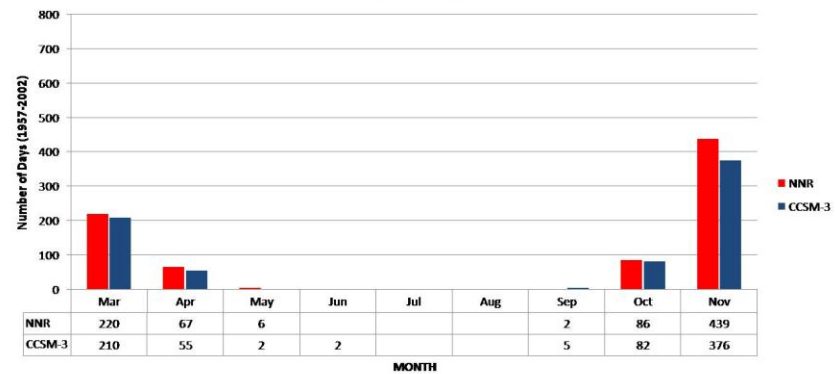 800
700
600
500
400
300
200
100
0
Number of Days (1957-2002)
NNR
CCSM-3
Mar Apr May Jun Jul Aug Sep Oct Nov
NNR 220 67 6 2 86 439
CCSM-3 210 55 2 2 5 82 376
MONTH